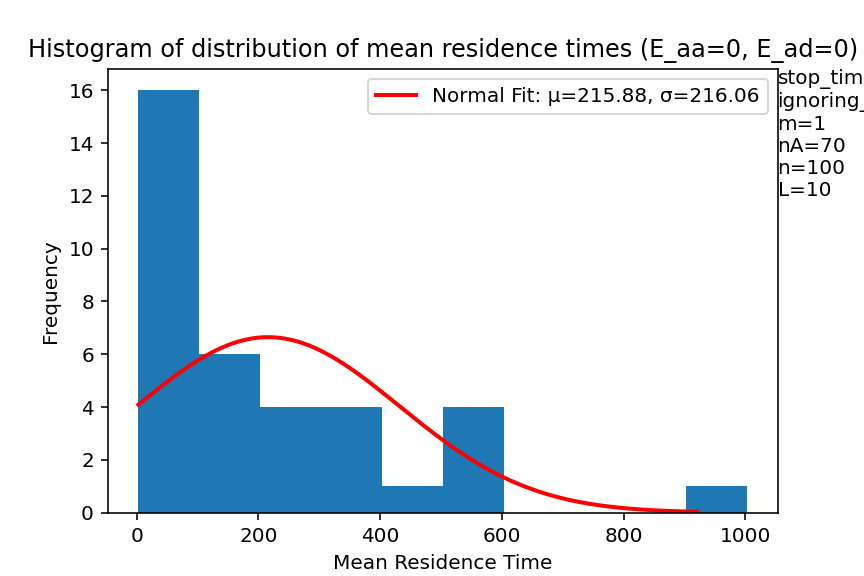 Histogram of distribution of mean residence times (E_aa=0, E_ad=0)
Normal Fit: μ=215.88, σ=216.06
stop_tim
ignoring_
m=1
nA=70
n=100
L=10
Frequency
16
14
12
10
8
6
4
2
0
0 200 400 600 800 1000
Mean Residence Time